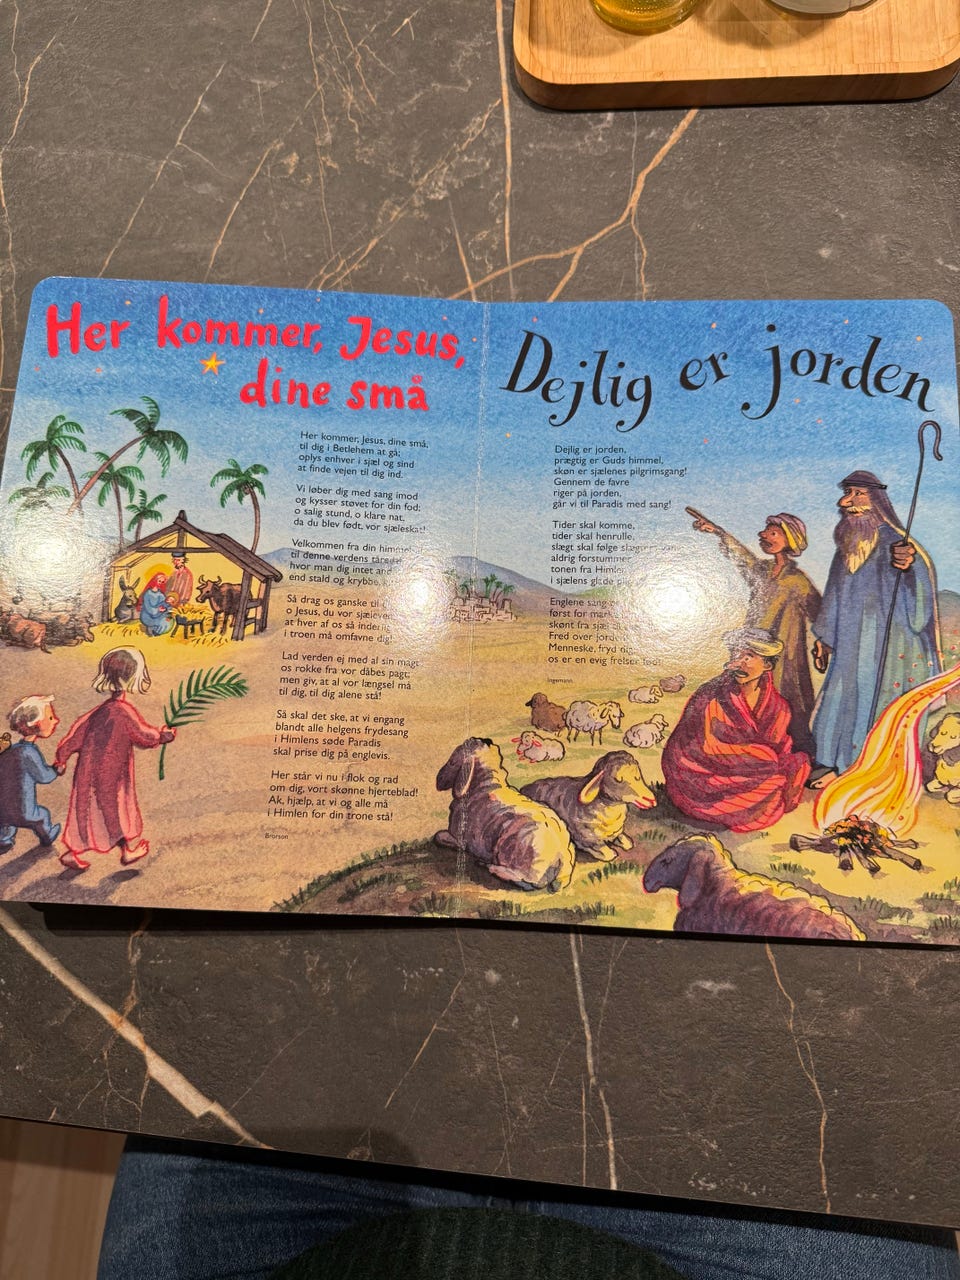 Her kommer, Jesus,
dine små
Her kommer, Jesus, dine små,
til dig i Betlehem at gå;
oplys enhver i sjæl og sind
at finde vejen til dig ind.
Vi løber dig med sang imod
og kysser støvet for din fod;
o salig stund, o klare nat,
da du blev født, vor sjæleskat!
Velkommen fra din himmel
til denne verdens
hvor man dig intet
end stald og krybbe,
Så drag os ganske til
o Jesus, du vor
at hver af os så inderlig
i troen må omfavne dig!
Lad verden ej med al sin magt
os rokke fra vor dåbes pagt;
men giv, at al vor længsel må
til dig, til dig alene stå!
Så skal det ske, at vi engang
blandt alle helgens frydesang
i Himlens søde Paradis
skal prise dig på englevis.
Her står vi nu i flok og rad
om dig, vort skønne hjerteblad!
Ak, hjælp, at vi og alle må
i Himlen for din trone stå!
Brorson
Dejlig er jorden
Dejlig er jorden,
prægtig er Guds himmel,
skøn er sjælenes pilgrimsgang!
Gennem de favre
riger på jorden,
går vi til Paradis med sang!
Tider skal komme,
tider skal henrulle,
slægt skal følge
aldrig forstummer
tonen fra
i sjælens glade
Englene sang
først for
skønt fra
Fred over
Menneske, fryd dig,
os er en evig frelser født!
Ingemann